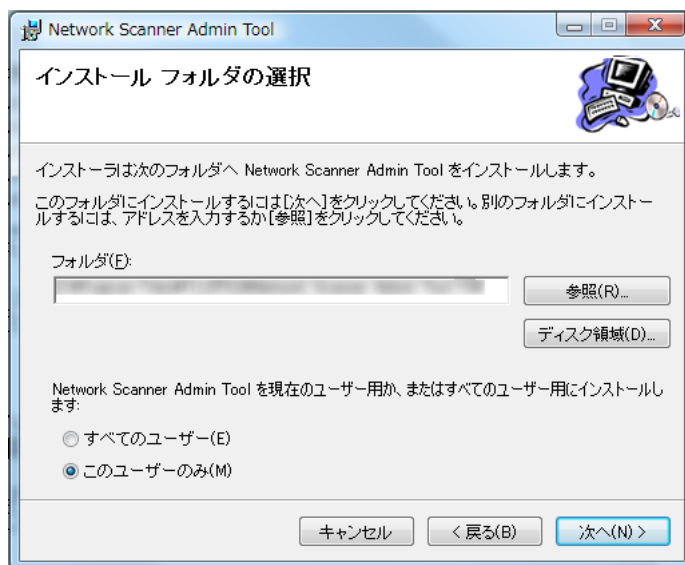 Network Scanner Admin Tool
インストール フォルダの選択
インストーラは次のフォルダへ Network Scanner Admin Tool をインストールします。
このフォルダにインストールするには[次へ]をクリックしてください。別のフォルダにインストー
ルするには、アドレスを入力するか[参照]をクリックしてください。
フォルダ(F):
参照(R)...
ディスク領域(D)...
Network Scanner Admin Tool を現在のユーザー用か、またはすべてのユーザー用にインストールし
ます:
すべてのユーザー(E)
このユーザーのみ(M)
キャンセル
< 戻る(B)
次へ(N) >